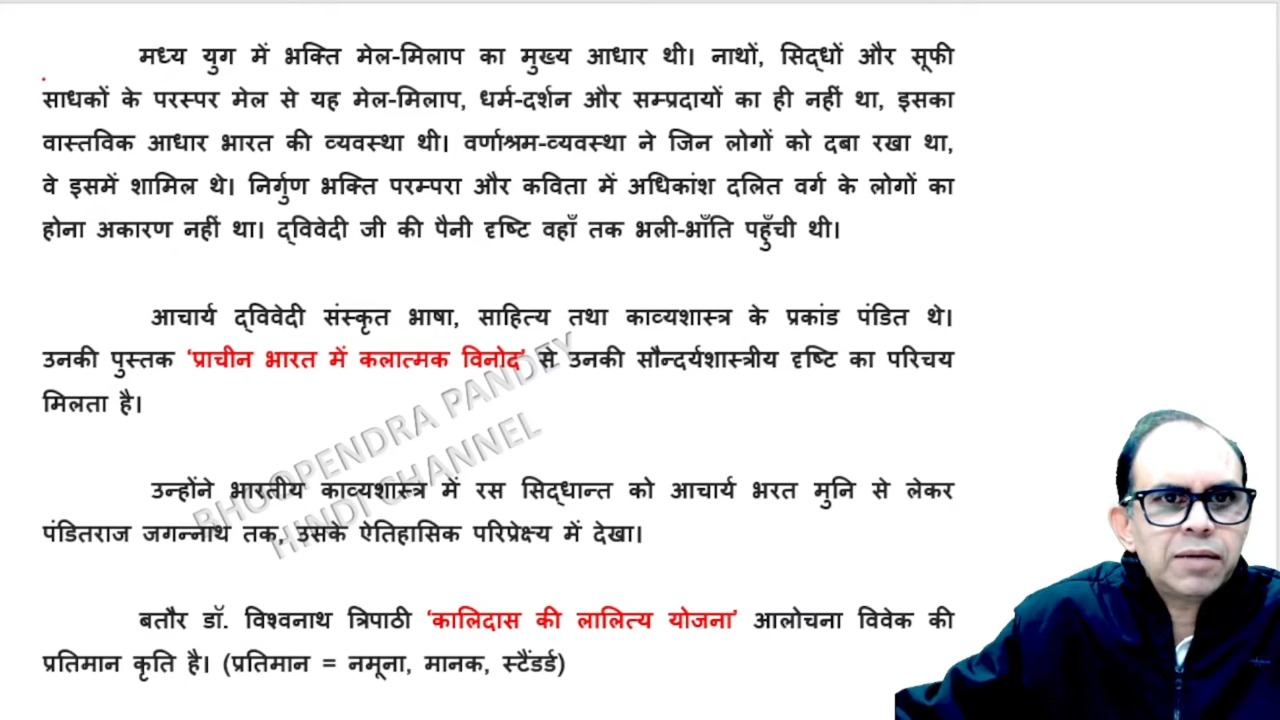 मध्य युग में भक्ति मेल-मिलाप का मुख्य आधार थी। नाथों, सिद्धों और सूफी
साधकों के परस्पर मेल से यह मेल-मिलाप, धर्म-दर्शन और सम्प्रदायों का ही नहीं था, इसका
वास्तविक आधार भारत की व्यवस्था थी। वर्णाश्रम-व्यवस्था ने जिन लोगों को दबा रखा था,
वे इसमें शामिल थे। निर्गुण भक्ति परम्परा और कविता में अधिकांश दलित वर्ग के लोगों का
होना अकारण नहीं था। द्विवेदी जी की पैनी दृष्टि वहाँ तक भली-भाँति पहुँची थी।
आचार्य द्विवेदी संस्कृत भाषा, साहित्य तथा काव्यशास्त्र के प्रकांड पंडित थे।
उनकी पुस्तक ‘प्राचीन भारत में कलात्मक विनोद’ से उनकी सौन्दर्यशास्त्रीय दृष्टि का परिचय
मिलता है।
BHOOPENDRA PANDEY
HINDI CHANNEL
उन्होंने भारतीय काव्यशास्त्र में रस सिद्धान्त को आचार्य भरत मुनि से लेकर
पंडितराज जगन्नाथ तक, उसके ऐतिहासिक परिप्रेक्ष्य में देखा।
बतौर डॉ. विश्वनाथ त्रिपाठी ‘कालिदास की लालित्य योजना’ आलोचना विवेक की
प्रतिमान कृति है। (प्रतिमान = नमूना, मानक, स्टैंडर्ड)